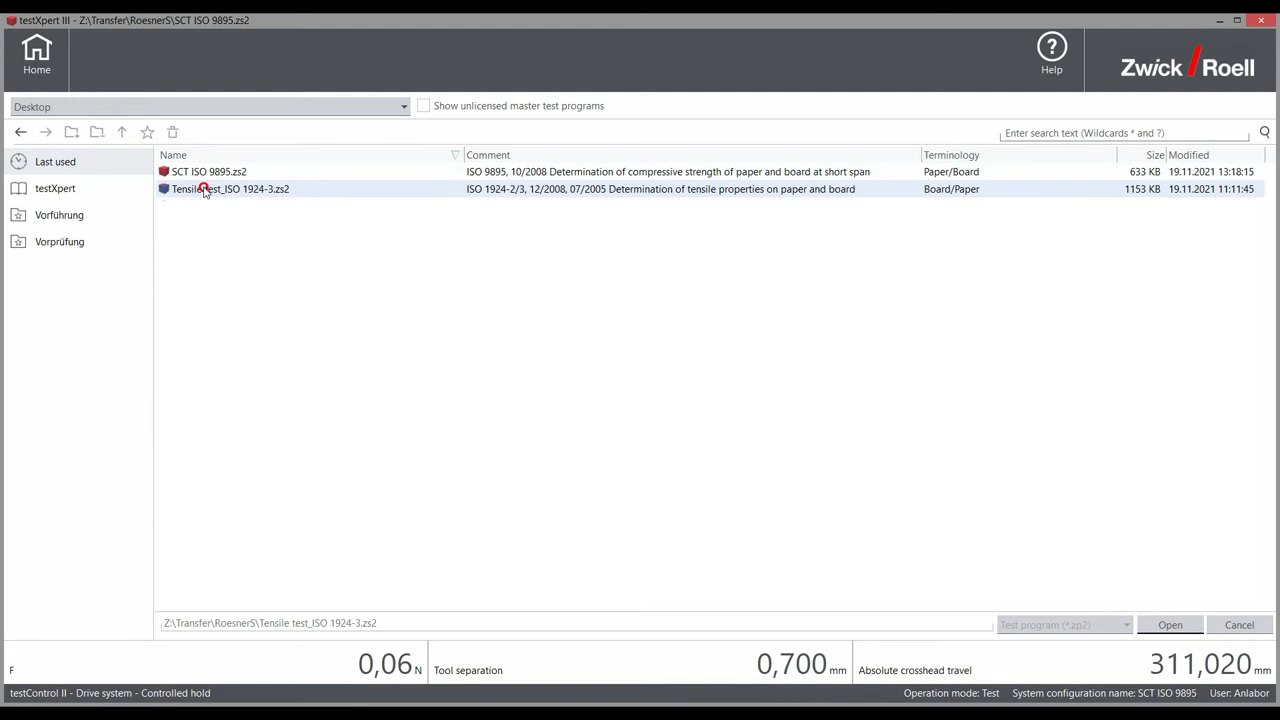 testXpert III - Z:\Transfer\RoesnerS\SCT ISO 9895.zs2
Home
Help
Zwick / Roell
Desktop
Show unlicensed master test programs
Enter search text (Wildcards * and ?)
Last used
testXpert
Vorführung
Vorprüfung
Name Comment Terminology Size Modified
SCT ISO 9895.zs2 ISO 9895, 10/2008 Determination of compressive strength of paper and board at short span Paper/Board 633 KB 19.11.2021 13:18:15
Tensile test_ISO 1924-3.zs2 ISO 1924-2/3, 12/2008, 07/2005 Determination of tensile properties on paper and board Board/Paper 1153 KB 19.11.2021 11:11:45
Z:\Transfer\RoesnerS\Tensile test_ISO 1924-3.zs2 Test program (*.zp2) Open Cancel
F 0,06 N Tool separation 0,700 mm Absolute crosshead travel 311,020 mm
testControl II - Drive system - Controlled hold Operation mode: Test System configuration name: SCT ISO 9895 User: Anlabor